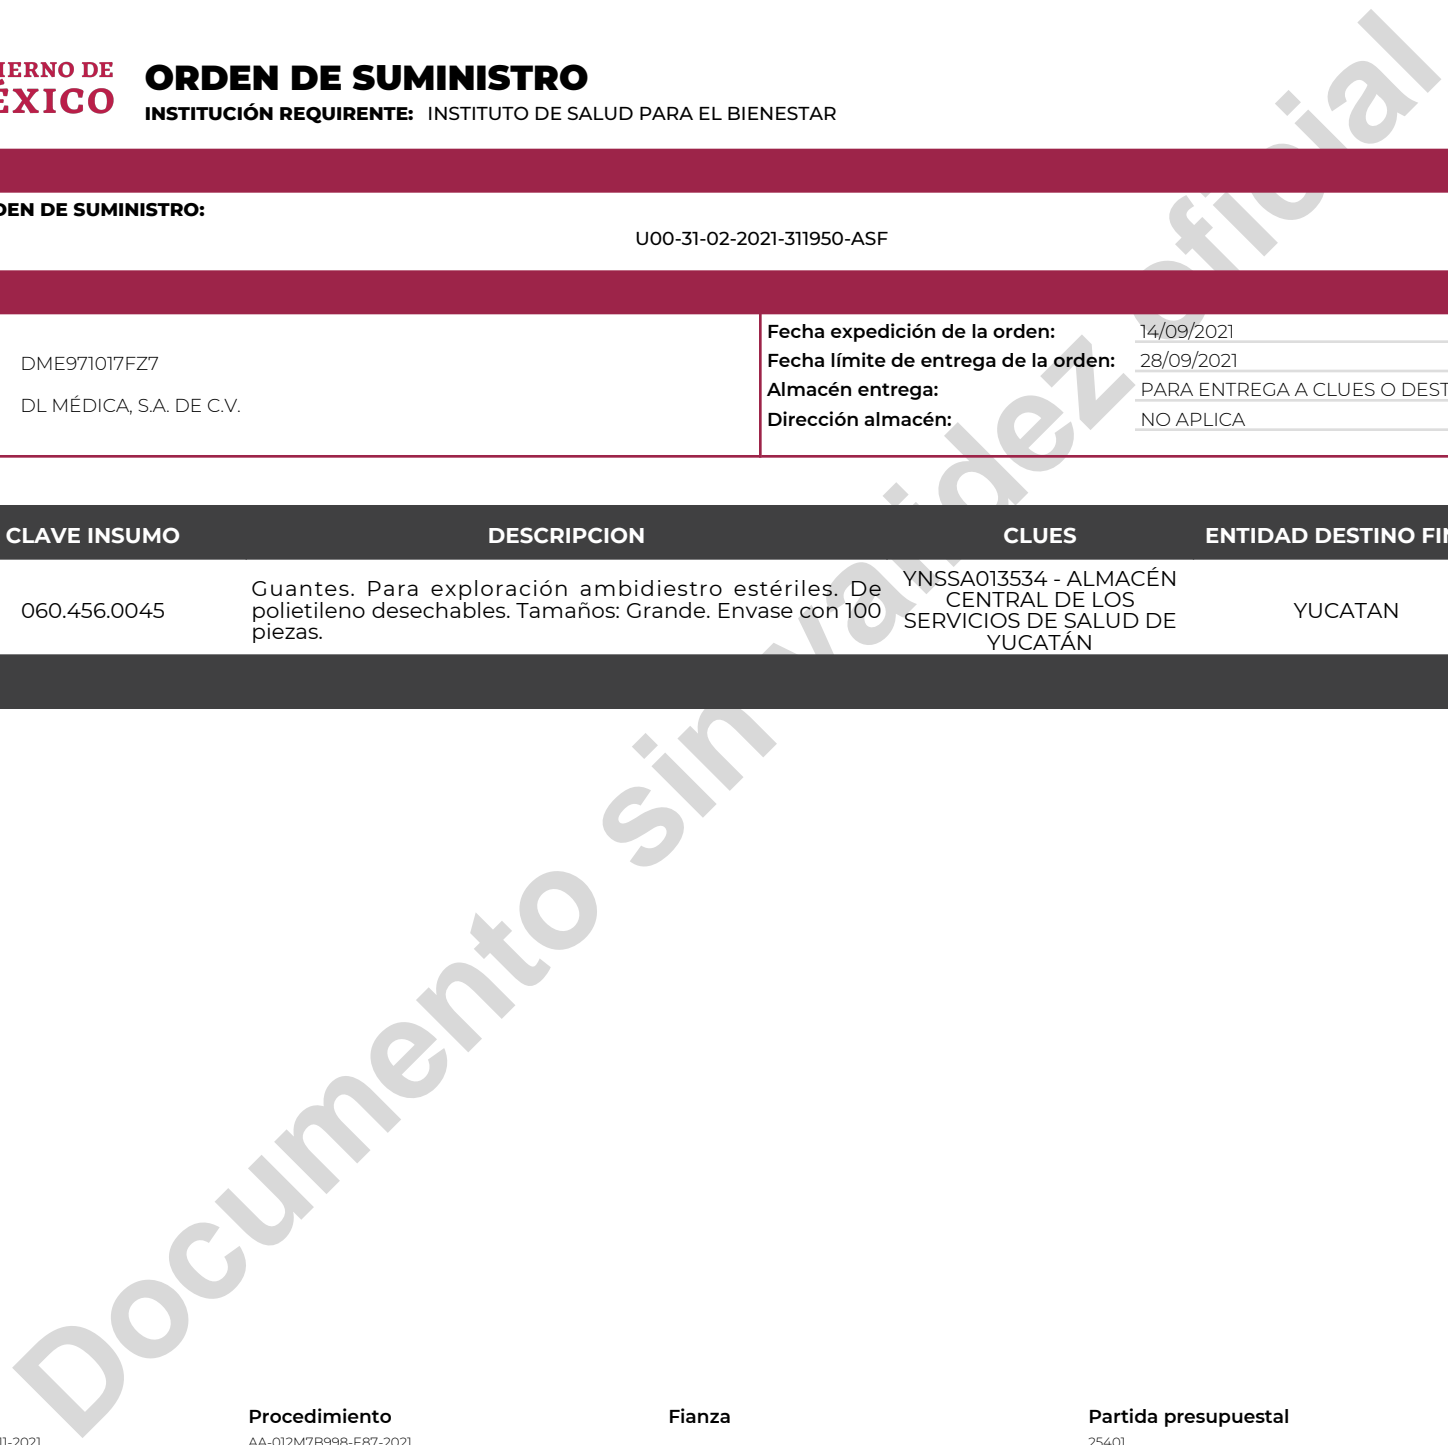 IERNO DE
ÉXICO
ORDEN DE SUMINISTRO
INSTITUCIÓN REQUIRENTE: INSTITUTO DE SALUD PARA EL BIENESTAR
DEN DE SUMINISTRO:
U00-31-02-2021-311950-ASF
DME971017FZ7
DL MÉDICA, S.A. DE C.V.
Fecha expedición de la orden: 14/09/2021
Fecha límite de entrega de la orden: 28/09/2021
Almacén entrega: PARA ENTREGA A CLUES O DEST
Dirección almacén: NO APLICA
CLAVE INSUMO DESCRIPCION CLUES ENTIDAD DESTINO FIN
060.456.0045
Guantes. Para exploración ambidiestro estériles. De
polietileno desechables. Tamaños: Grande. Envase con 100
piezas.
YNSSA013534 - ALMACÉN
CENTRAL DE LOS
SERVICIOS DE SALUD DE
YUCATÁN
YUCATAN
Documento sin validez oficial
Procedimiento Fianza Partida presupuestal
11-2021 AA-012M7B998-E87-2021 25401